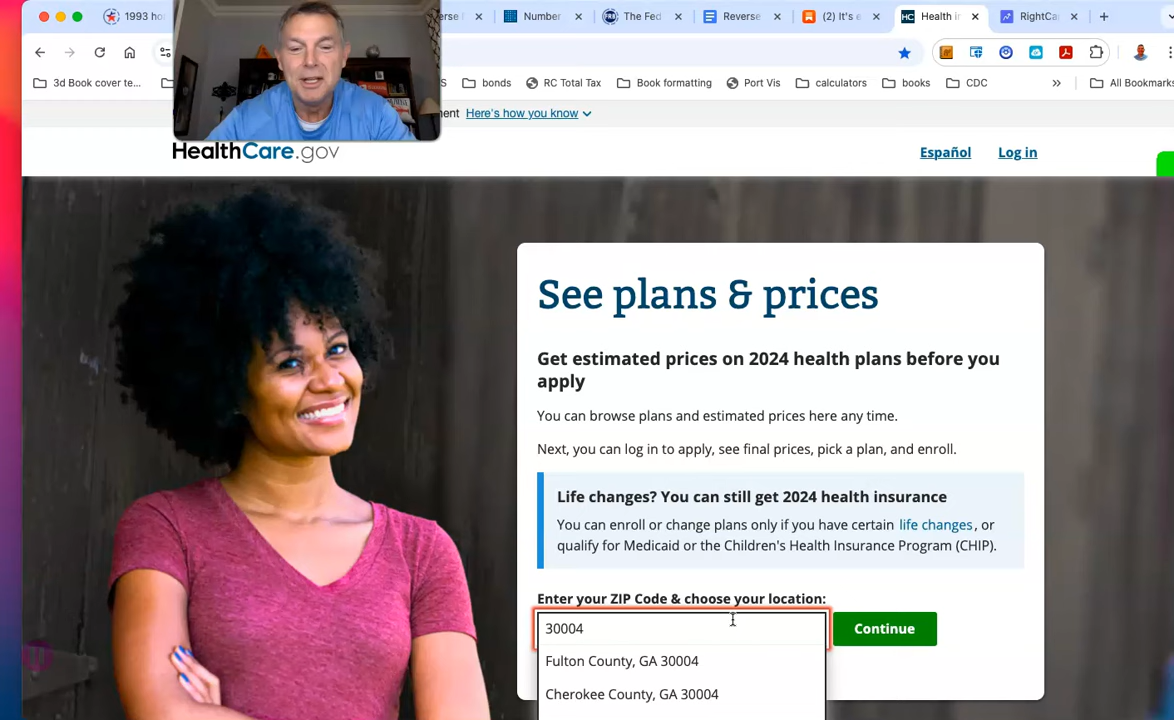 1993 ho
erse E
Number
The Fed
Reverse
(2) It's e
Health in
RightCa
3d Book cover te...
S
bonds
RC Total Tax
Book formatting
Port Vis
calculators
books
CDC
»
All Bookmarks
nent Here's how you know
HealthCare.gov
Español
Log in
See plans & prices
Get estimated prices on 2024 health plans before you
apply
You can browse plans and estimated prices here any time.
Next, you can log in to apply, see final prices, pick a plan, and enroll.
Life changes? You can still get 2024 health insurance
You can enroll or change plans only if you have certain life changes, or
qualify for Medicaid or the Children's Health Insurance Program (CHIP).
Enter your ZIP Code & choose your location:
30004
Continue
Fulton County, GA 30004
Cherokee County, GA 30004